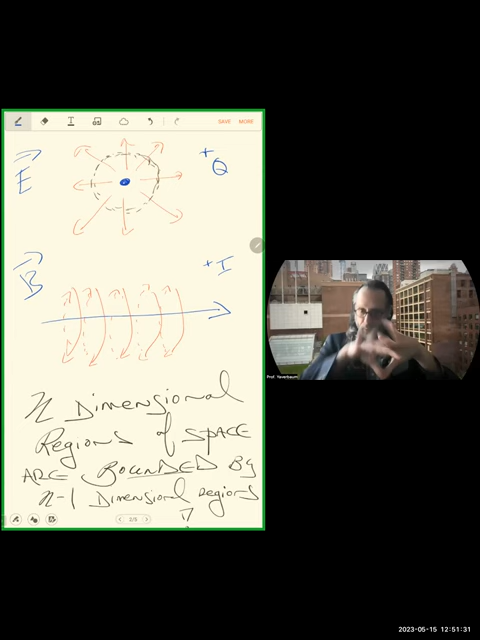 SAVE MORE
E
+Q
B
+I
n Dimensional
Regions of SPACE
ARE BOUNDED By
n-1 Dimensional regions
2/5
Prof. Yaverbaum
2023-05-15 12:51:31